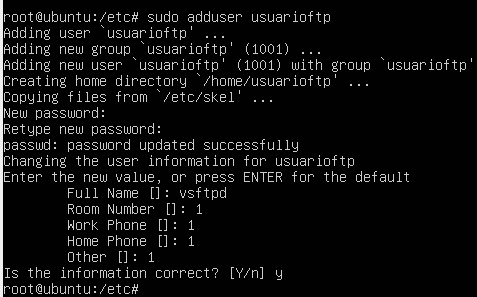 root@ubuntu:/etc# sudo adduser usuarioftp
Adding user `usuarioftp' ...
Adding new group `usuarioftp' (1001) ...
Adding new user `usuarioftp' (1001) with group `usuarioftp'
Creating home directory `/home/usuarioftp' ...
Copying files from `/etc/skel' ...
New password:
Retype new password:
passwd: password updated successfully
Changing the user information for usuarioftp
Enter the new value, or press ENTER for the default
Full Name []: vsftpd
Room Number []: 1
Work Phone []: 1
Home Phone []: 1
Other []: 1
Is the information correct? [Y/n] y
root@ubuntu:/etc#